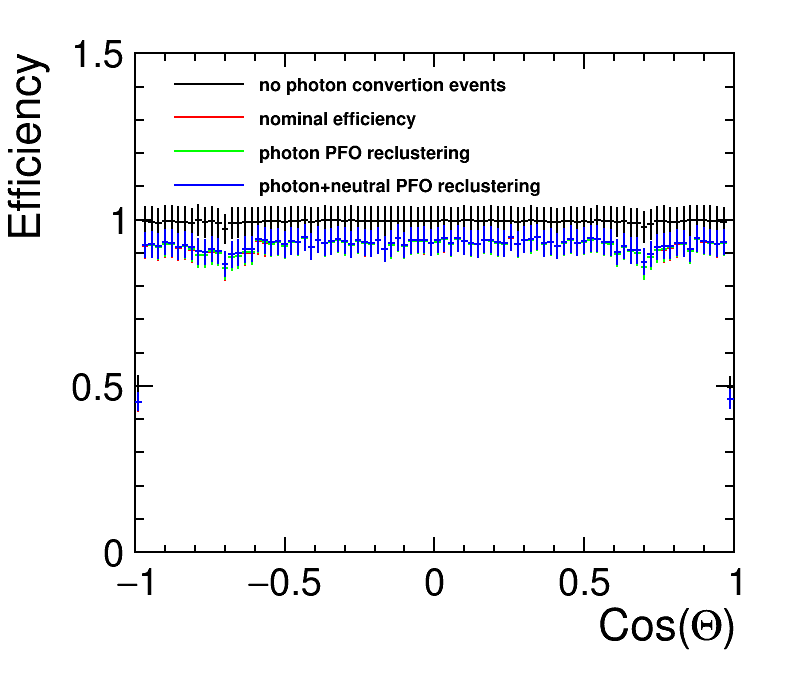 Efficiency
1.5
1
0.5
0
no photon convertion events
nominal efficiency
photon PFO reclustering
photon+neutral PFO reclustering
−1
−0.5
0
0.5
1
Cos(Θ)